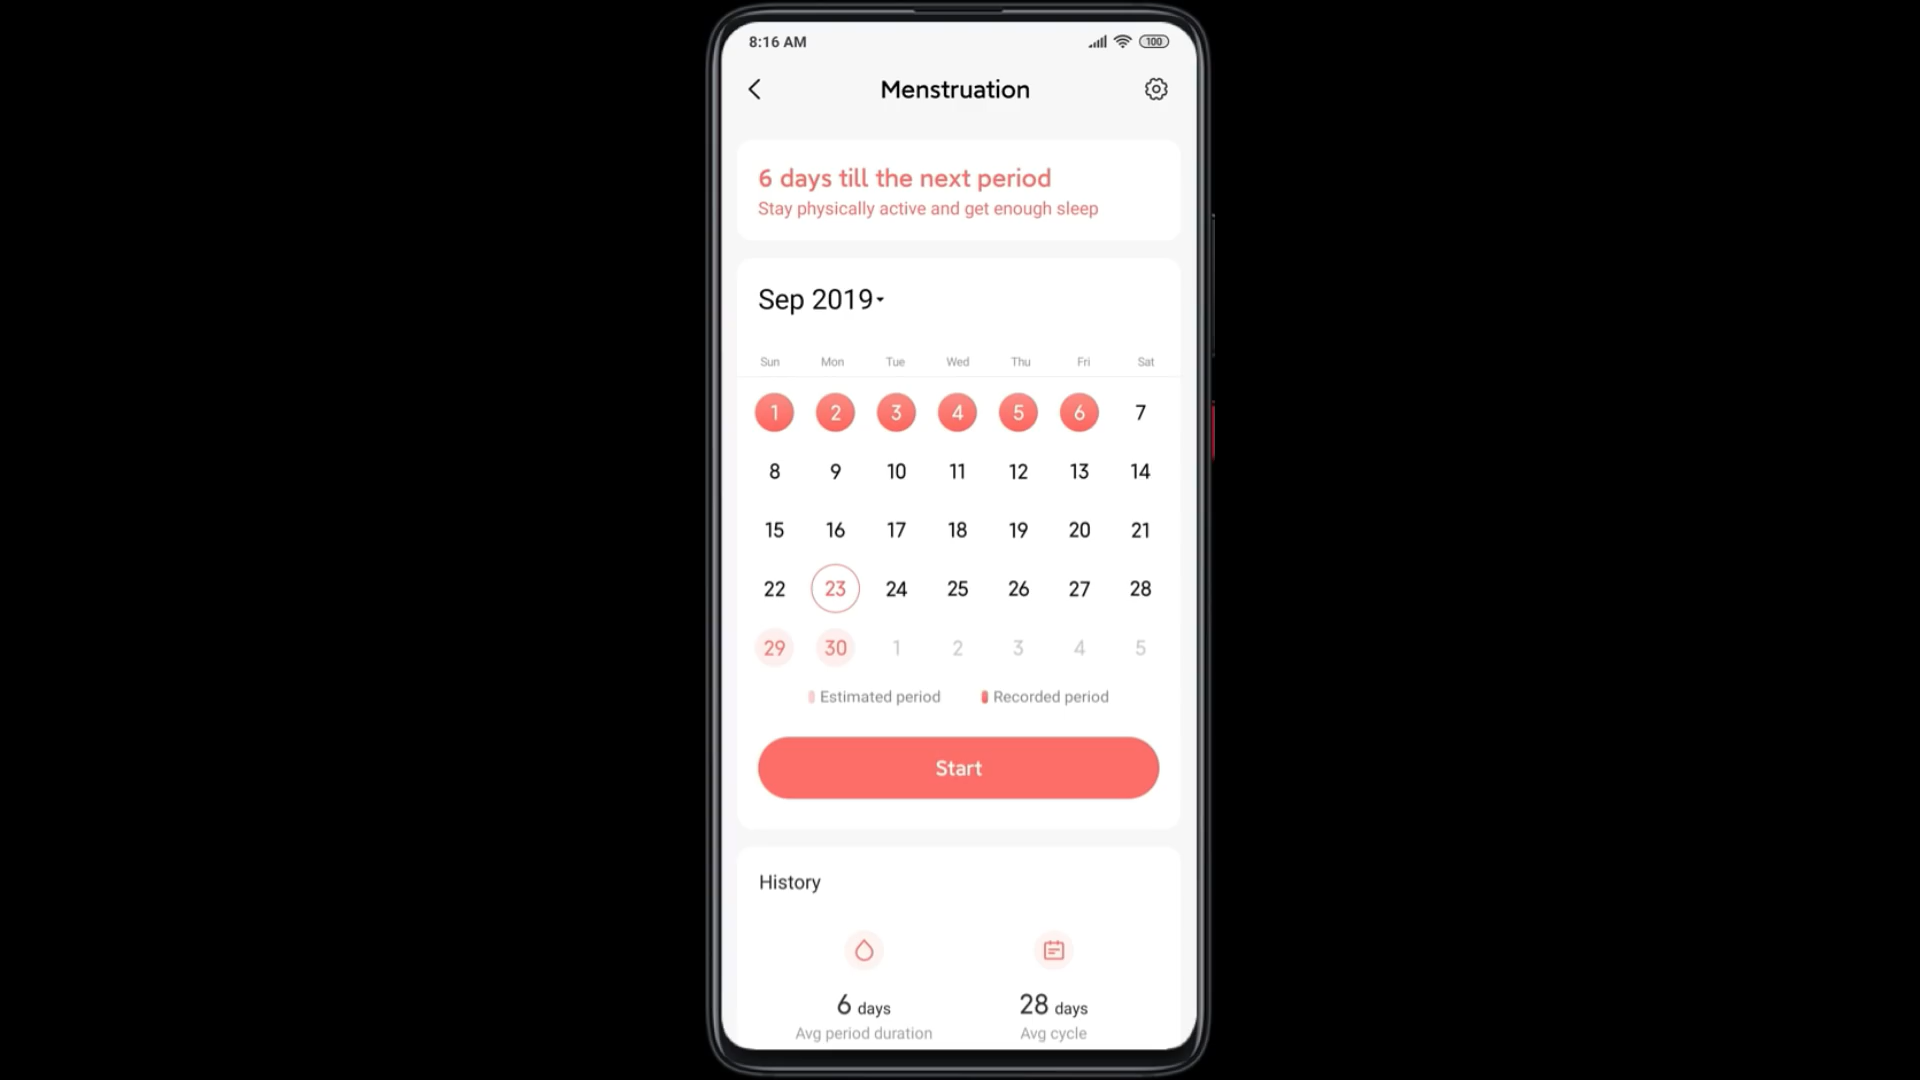 8:16 AM
100
Menstruation
6 days till the next period
Stay physically active and get enough sleep
Sep 2019
Sun Mon Tue Wed Thu Fri Sat
1 2 3 4 5 6 7
8 9 10 11 12 13 14
15 16 17 18 19 20 21
22 23 24 25 26 27 28
29 30 1 2 3 4 5
Estimated period Recorded period
Start
History
6 days 28 days
Avg period duration Avg cycle